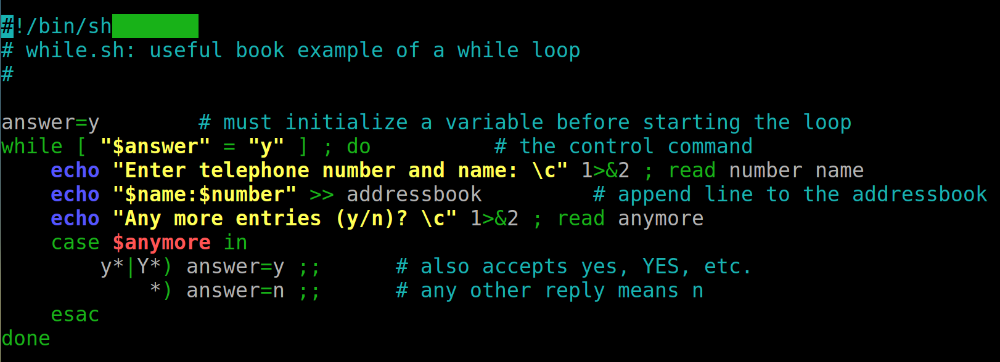 #!/bin/sh
# while.sh: useful book example of a while loop
#
answer=y        # must initialize a variable before starting the loop
while [ "$answer" = "y" ] ; do          # the control command
    echo "Enter telephone number and name: \c" 1>&2 ; read number name
    echo "$name:$number" >> addressbook         # append line to the addressbook
    echo "Any more entries (y/n)? \c" 1>&2 ; read anymore
    case $anymore in
        y*|Y*) answer=y ;;      # also accepts yes, YES, etc.
            *) answer=n ;;      # any other reply means n
    esac
done